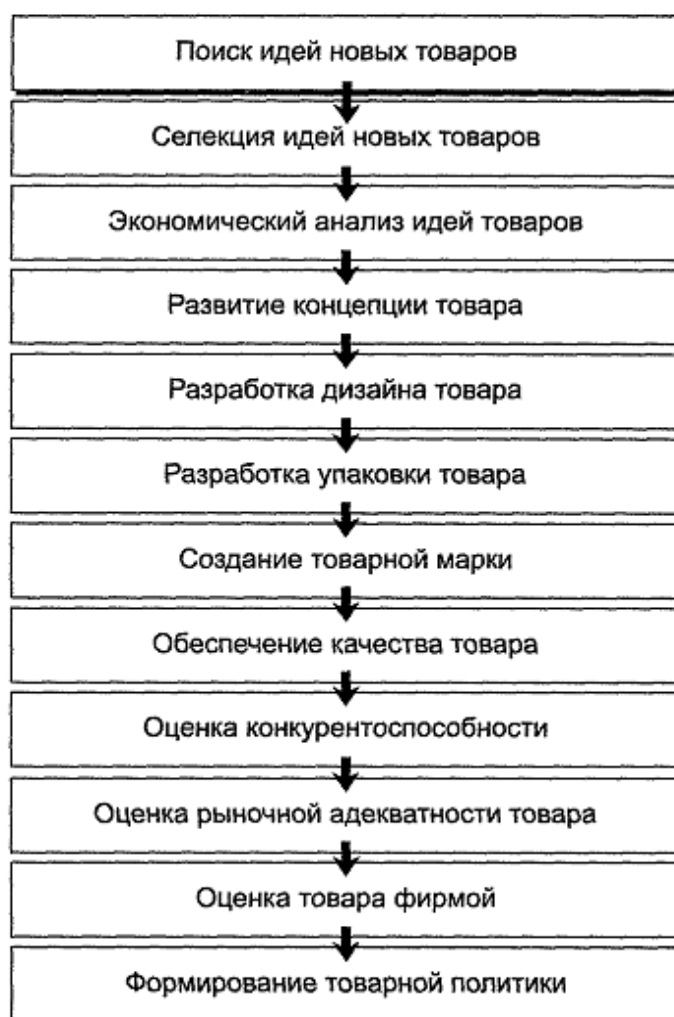 Поиск идей новых товаров
Селекция идей новых товаров
Экономический анализ идей товаров
Развитие концепции товара
Разработка дизайна товара
Разработка упаковки товара
Создание товарной марки
Обеспечение качества товара
Оценка конкурентоспособности
Оценка рыночной адекватности товара
Оценка товара фирмой
Формирование товарной политики